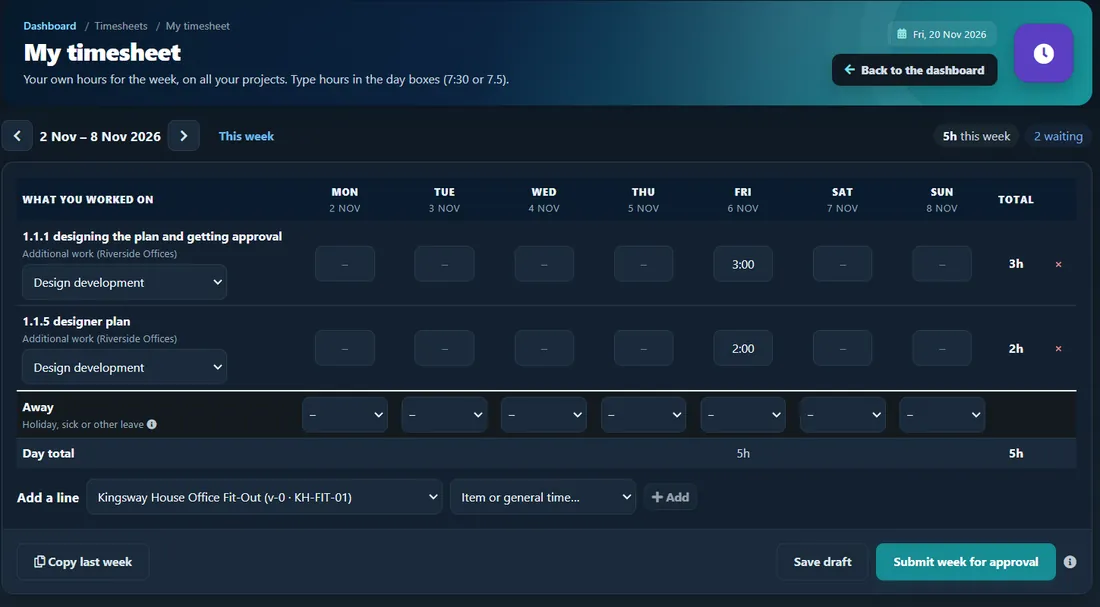 Dashboard / Timesheets / My timesheet
My timesheet
Your own hours for the week, on all your projects. Type hours in the day boxes (7:30 or 7.5).
Fri, 20 Nov 2026
Back to the dashboard
2 Nov – 8 Nov 2026
This week
5h this week
2 waiting
WHAT YOU WORKED ON MON TUE WED THU FRI SAT SUN TOTAL
2 NOV 3 NOV 4 NOV 5 NOV 6 NOV 7 NOV 8 NOV
1.1.1 designing the plan and getting approval
Additional work (Riverside Offices)
Design development
– – – – 3:00 – – 3h ×
1.1.5 designer plan
Additional work (Riverside Offices)
Design development
– – – – 2:00 – – 2h ×
Away
Holiday, sick or other leave
– – – – – – –
Day total 5h 5h
Add a line Kingsway House Office Fit-Out (v-0 · KH-FIT-01) Item or general time... + Add
Copy last week Save draft Submit week for approval